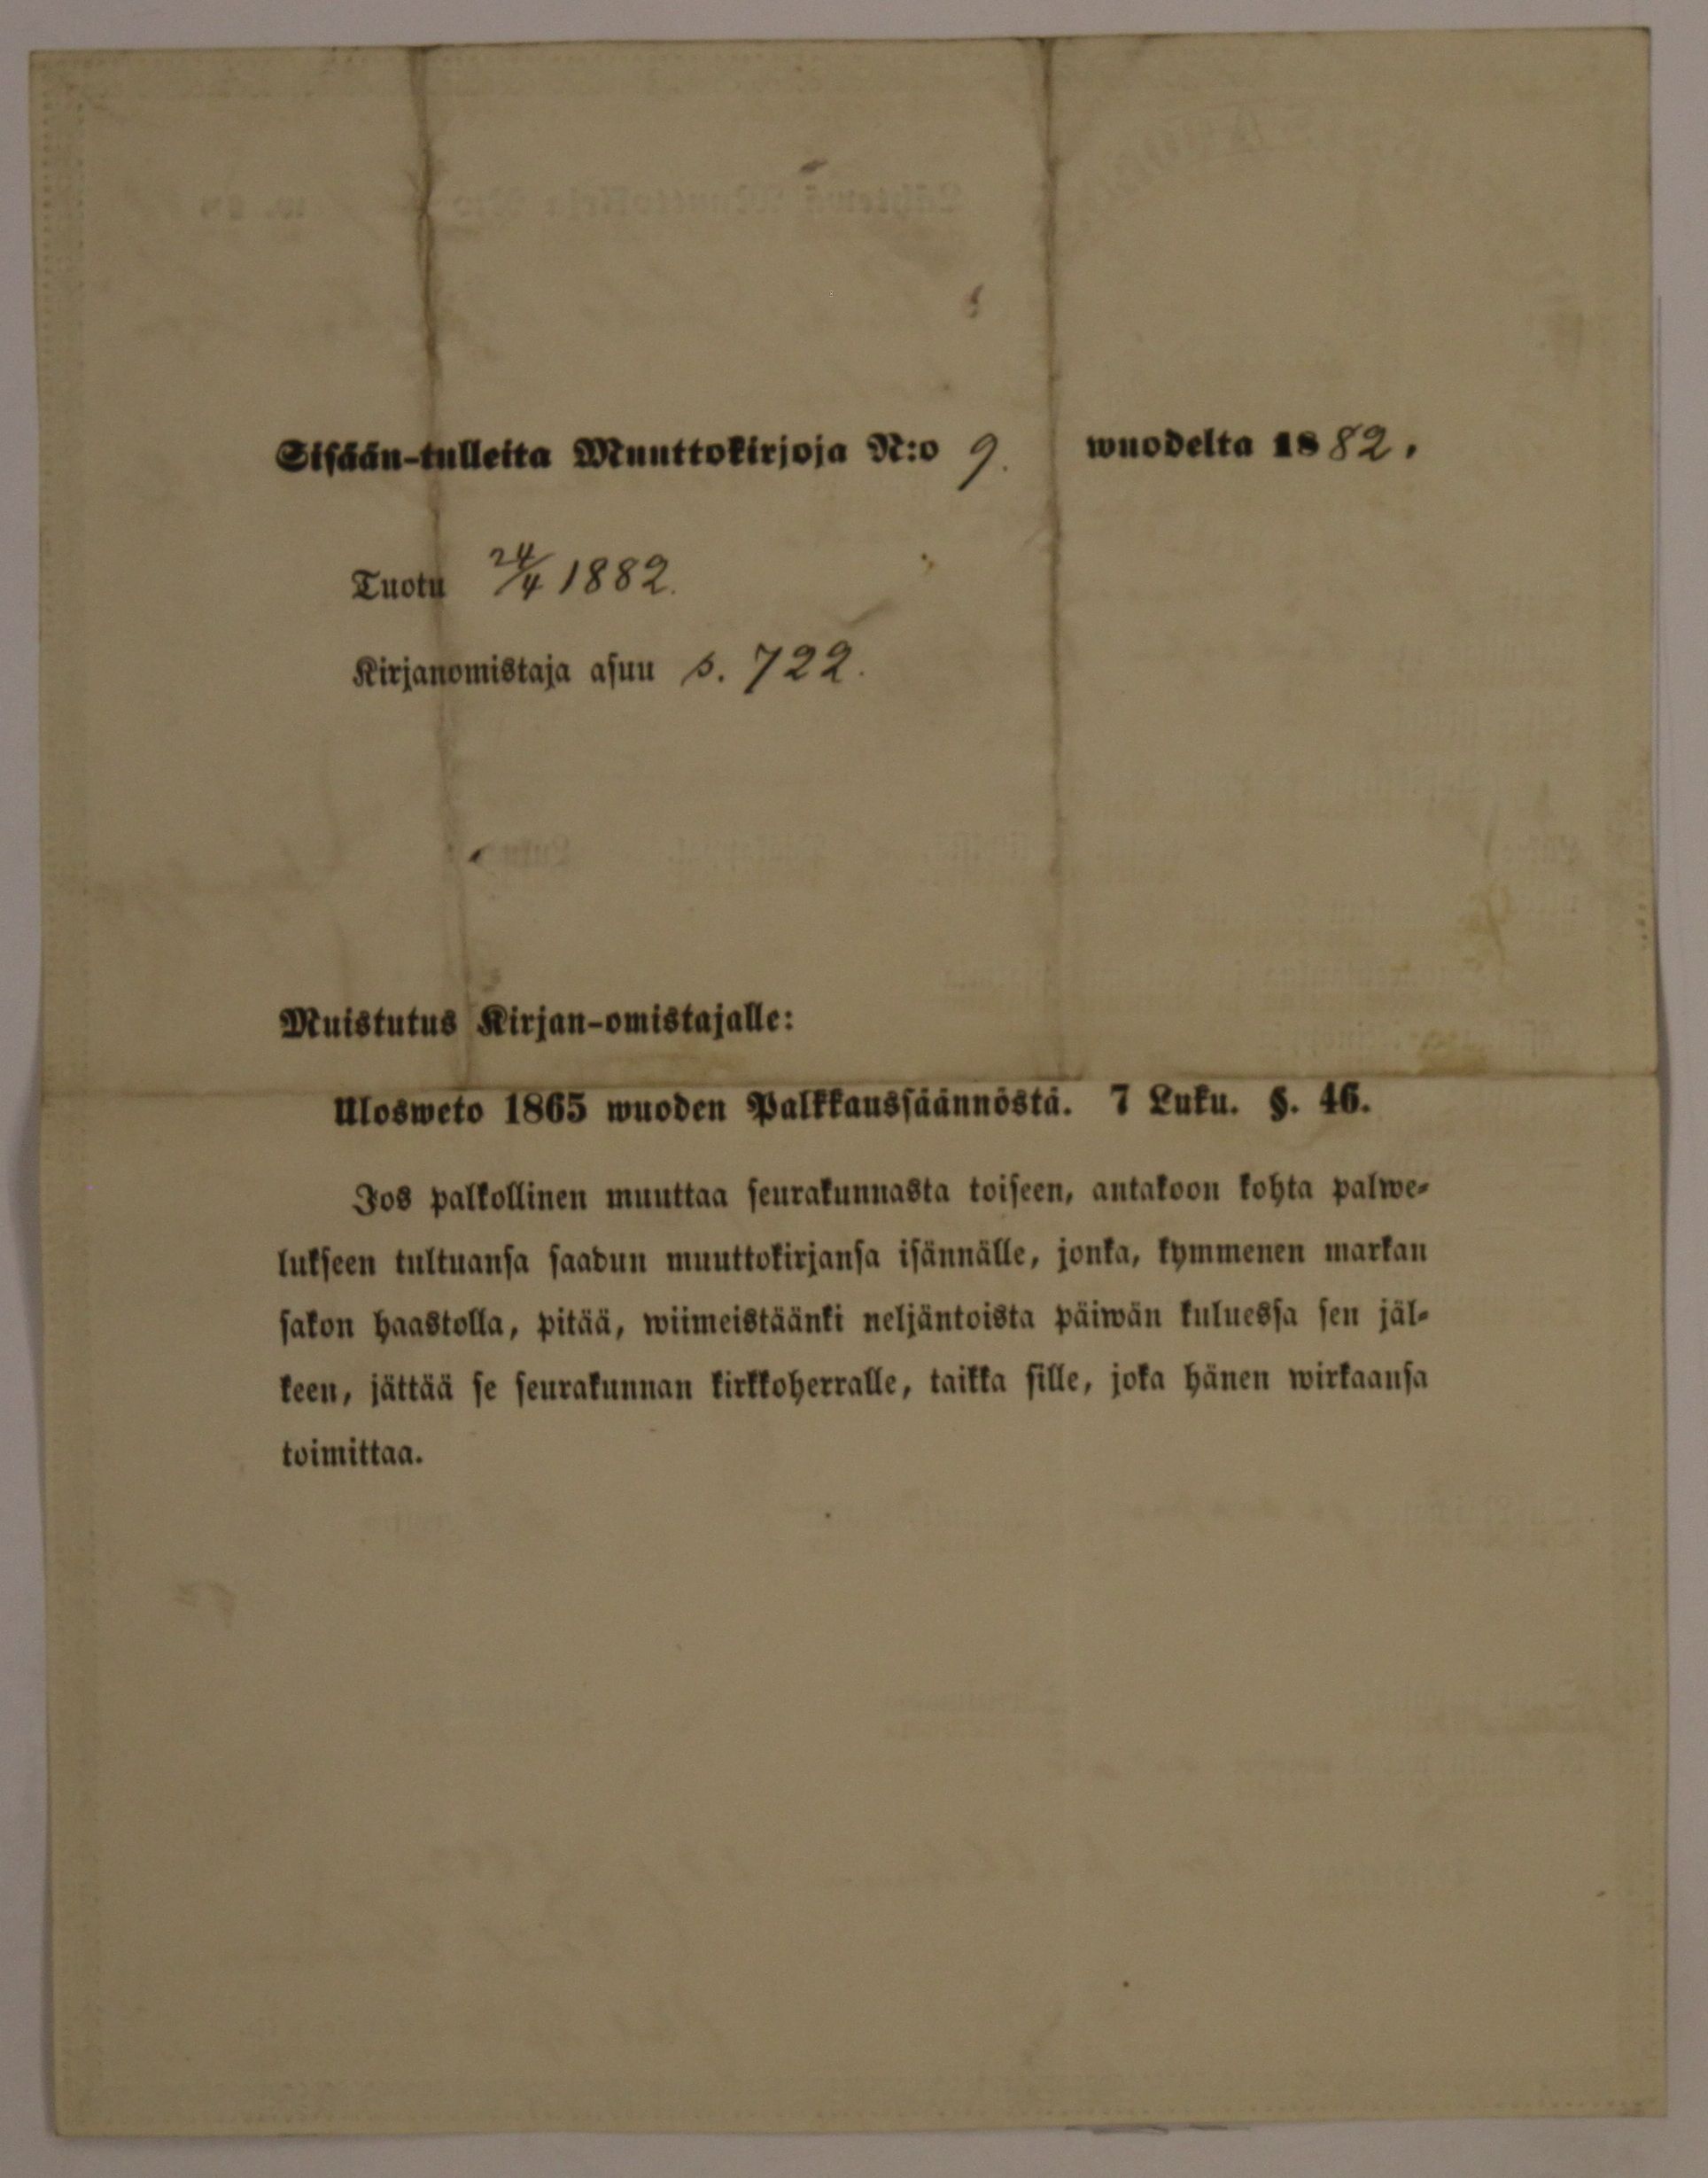 Sisään-tulleita Muuttokirjoja N:o 9. wuodelta 1882.
Tuotu 24/4 1882.
Kirjanomistaja asuu s. 722.
Muistutus Kirjan-omistajalle:
Ulosweto 1865 wuoden Palkkaussäännöstä. 7 Luku. §. 46.
Jos palkollinen muuttaa seurakunnasta toiseen, antakoon kohta palwe-
lukseen tultuansa saadun muuttokirjansa isännälle, jonka, kymmenen markan
sakon haastolla, pitää, wiimeistäänki neljäntoista päiwän kuluessa sen jäl-
keen, jättää se seurakunnan kirkkoherralle, taikka sille, joka hänen wirkaansa
toimittaa.